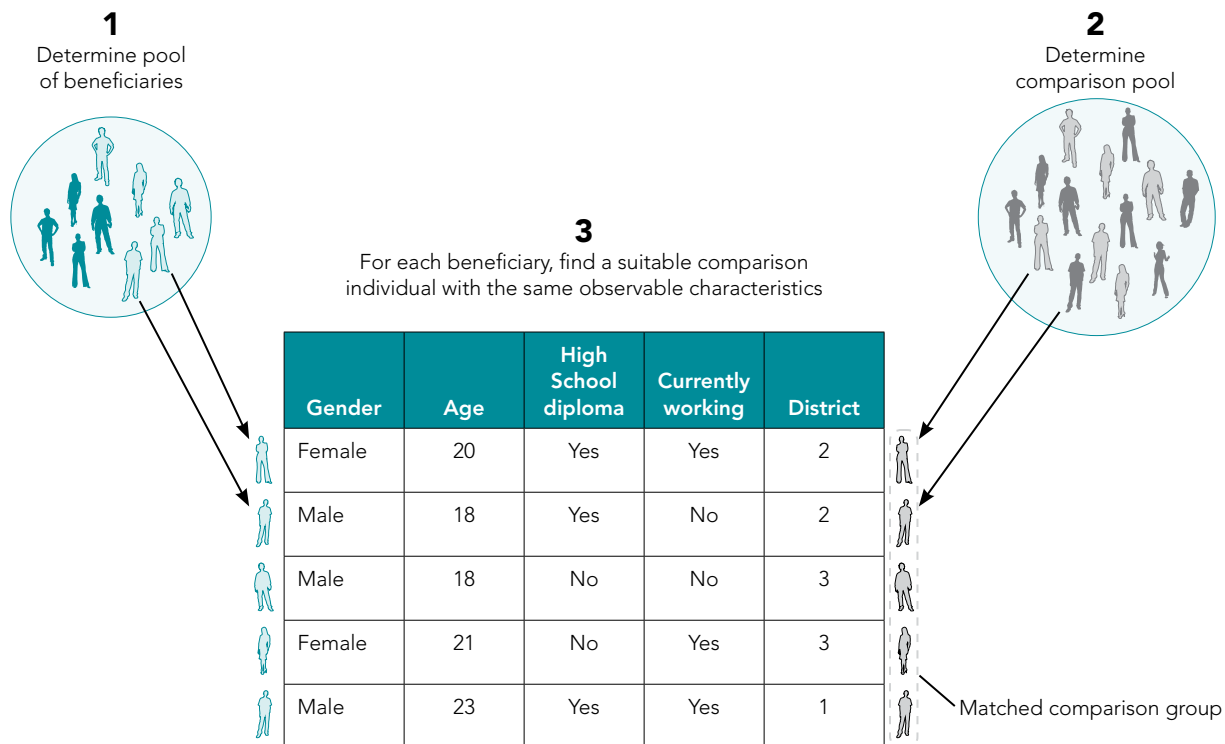 1
Determine pool
of beneficiaries
2
Determine
comparison pool
3
For each beneficiary, find a suitable comparison
individual with the same observable characteristics
Gender Age High School diploma Currently working District
Female 20 Yes Yes 2
Male 18 Yes No 2
Male 18 No No 3
Female 21 No Yes 3
Male 23 Yes Yes 1
Matched comparison group